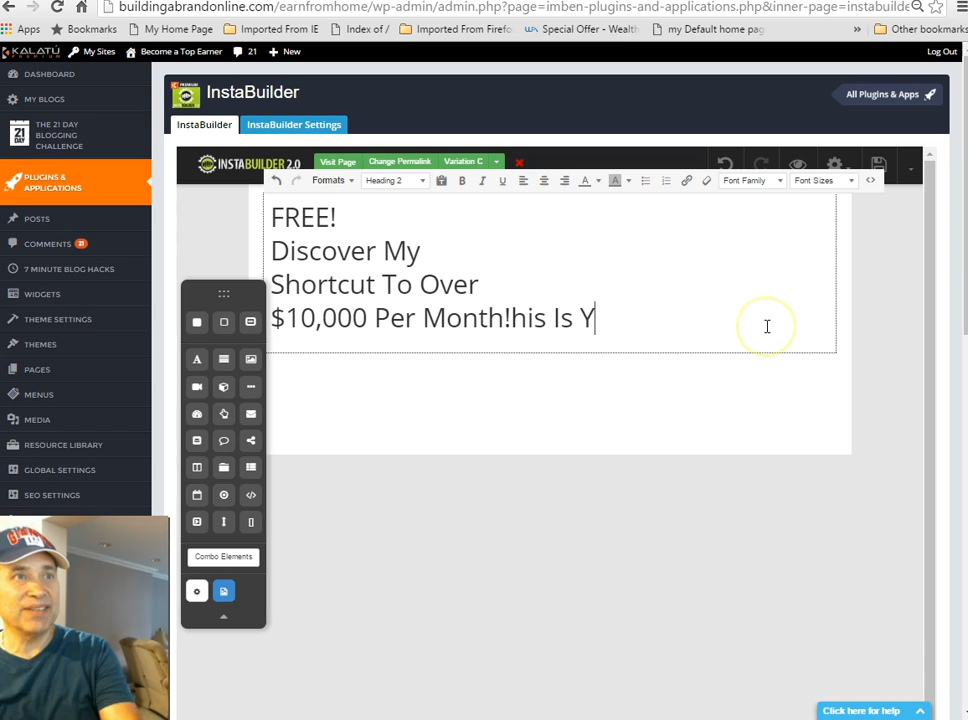 buildingabrandonline.com/earnfromhome/wp-admin/admin.php?page=imben-plugins-and-applications.php&inner-page=instabuilde
Apps Bookmarks My Home Page Imported From IE Index of / Imported From Firefo Special Offer - Wealth my Default home pag » Other bookmarks
KALATÚ PREMIUM My Sites Become a Top Earner 21 New Log Out
DASHBOARD
MY BLOGS
21 DAY
THE 21 DAY
BLOGGING
CHALLENGE
PLUGINS &
APPLICATIONS
POSTS
COMMENTS 21
7 MINUTE BLOG HACKS
WIDGETS
THEME SETTINGS
THEMES
PAGES
MENUS
MEDIA
RESOURCE LIBRARY
GLOBAL SETTINGS
SEO SETTINGS
InstaBuilder
All Plugins & Apps
InstaBuilder InstaBuilder Settings
INSTABUILDER 2.0 Visit Page Change Permalink Variation C
Formats Heading 2 B I U A A Font Family Font Sizes
FREE!
Discover My
Shortcut To Over
$10,000 Per Month!his Is Y
A
Combo Elements
Click here for help